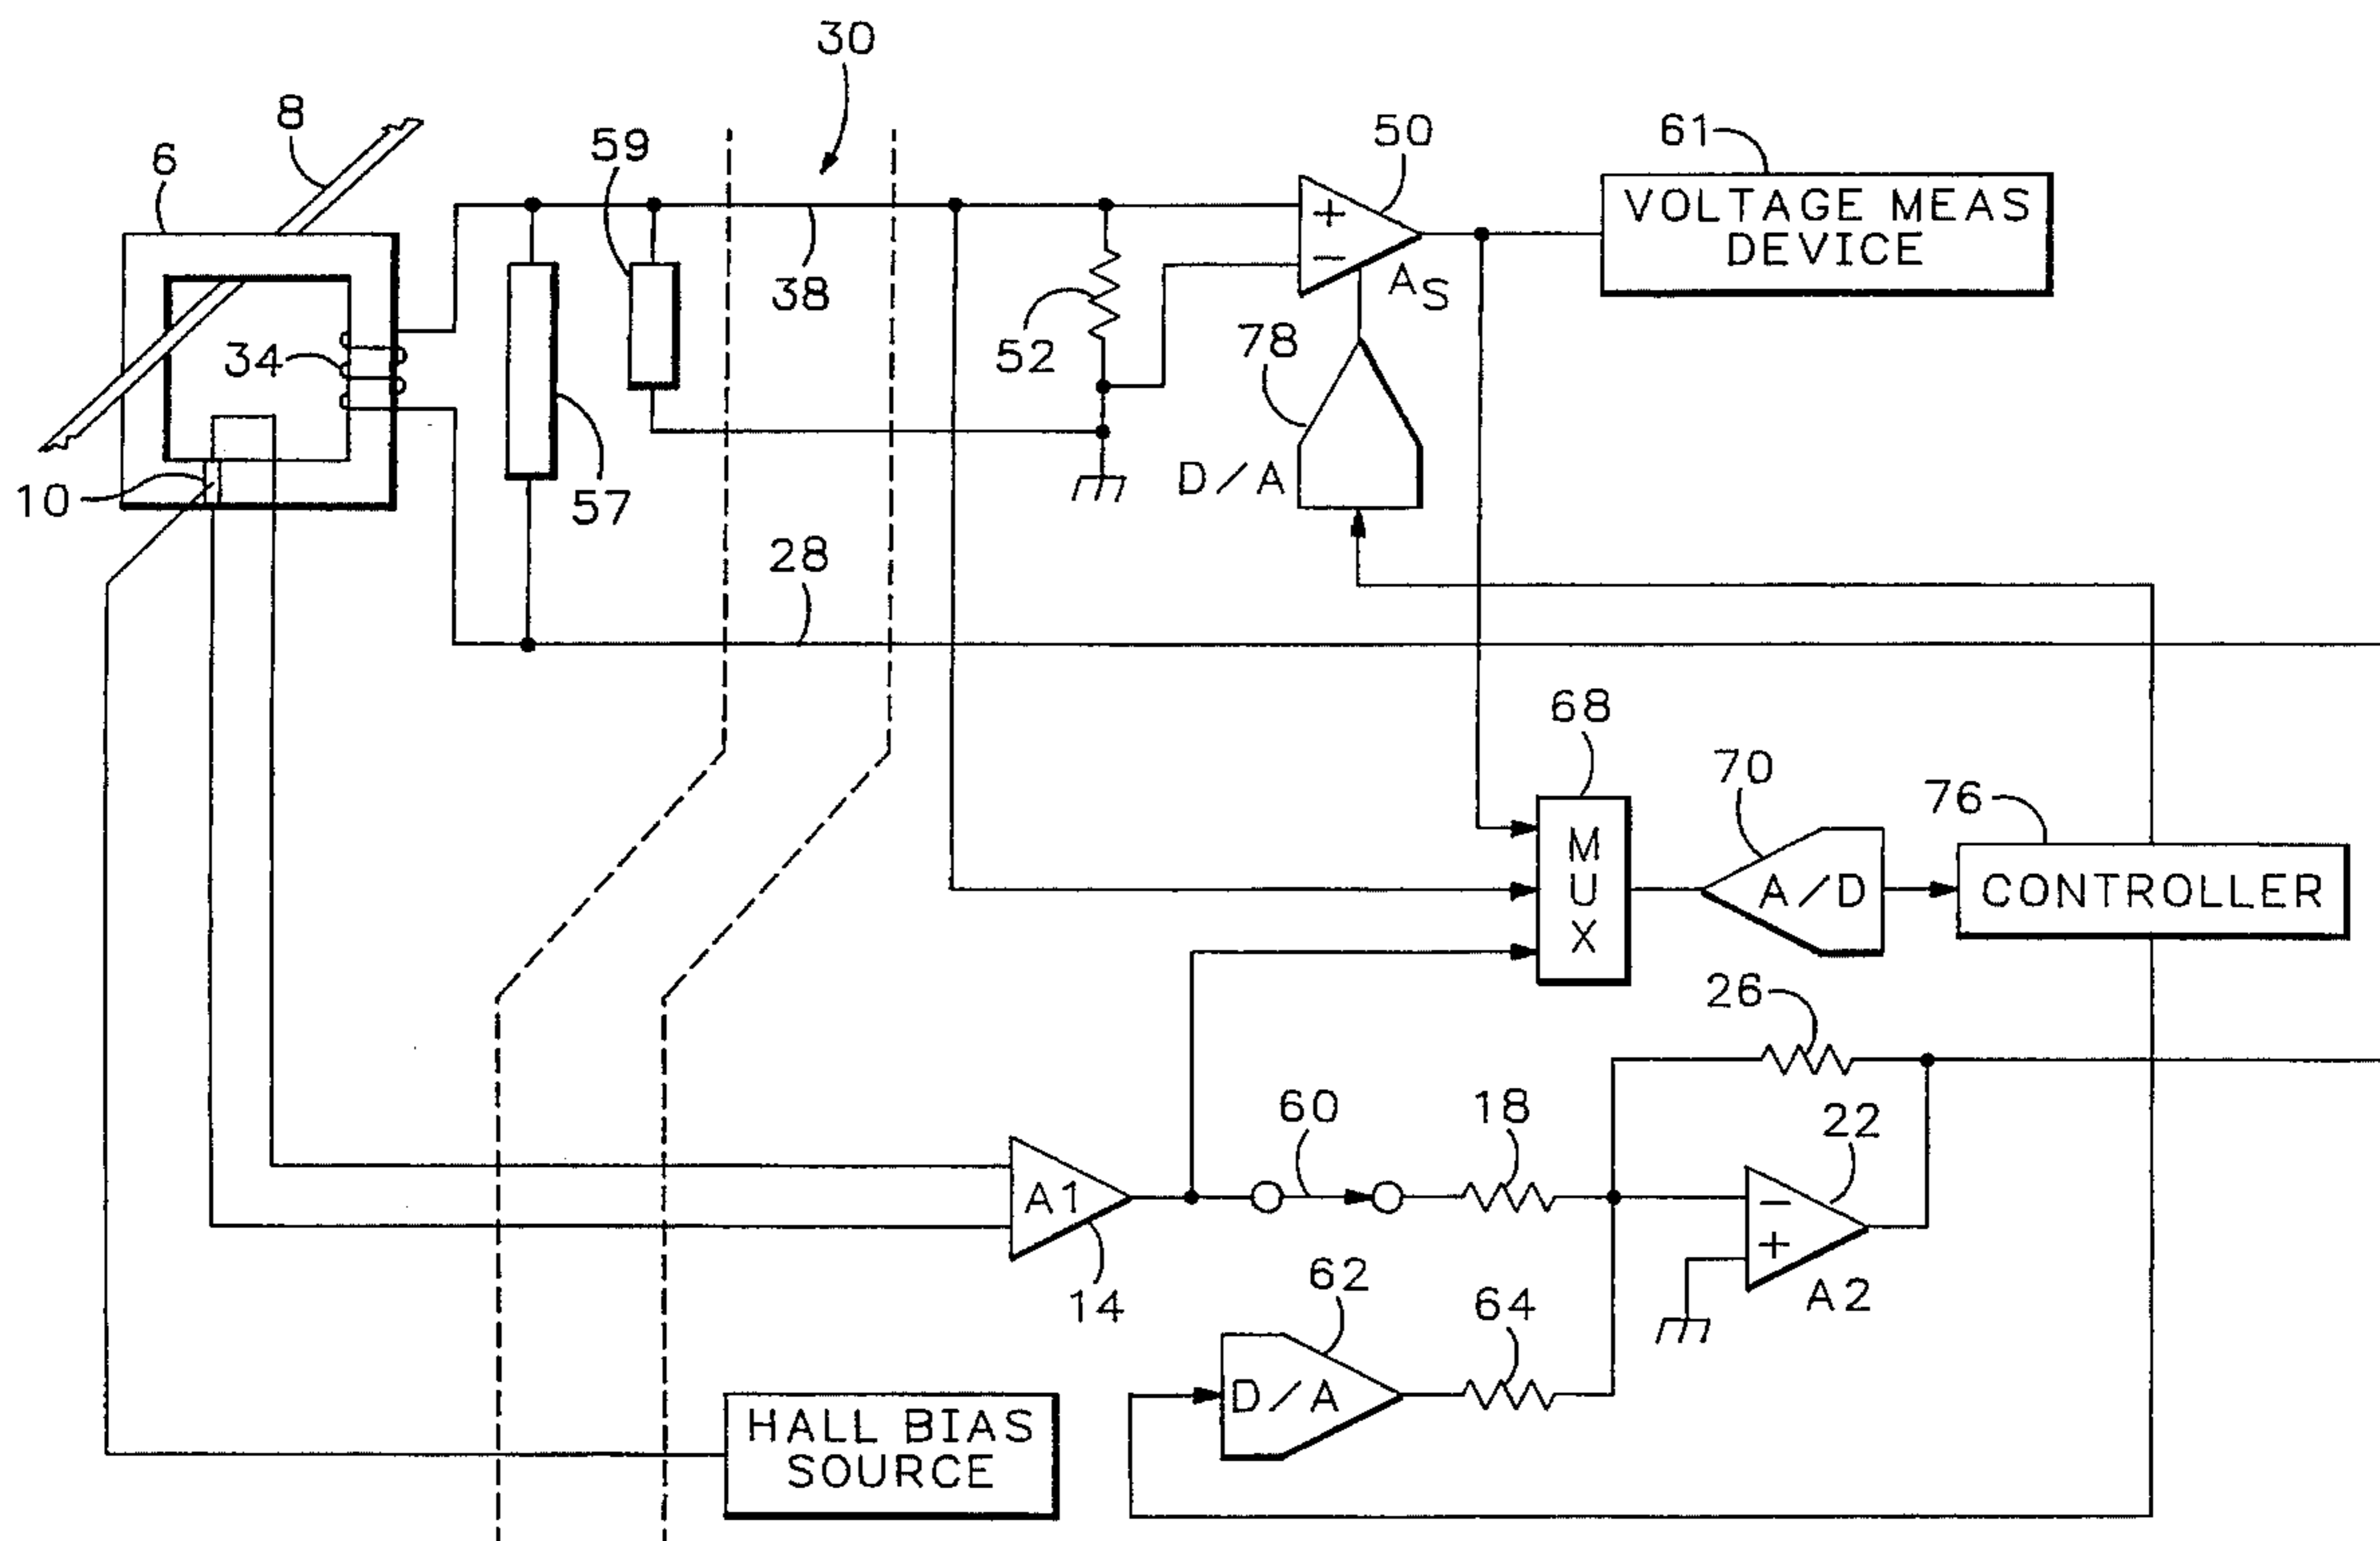 30
8
6
59
50
61
VOLTAGE MEAS
DEVICE
+
−
AS
38
52
34
78
D/A
10
57
28
68
70
76
M
U
X
A/D
CONTROLLER
26
60
18
22
A1
−
+
14
A2
62
64
D/A
HALL BIAS
SOURCE